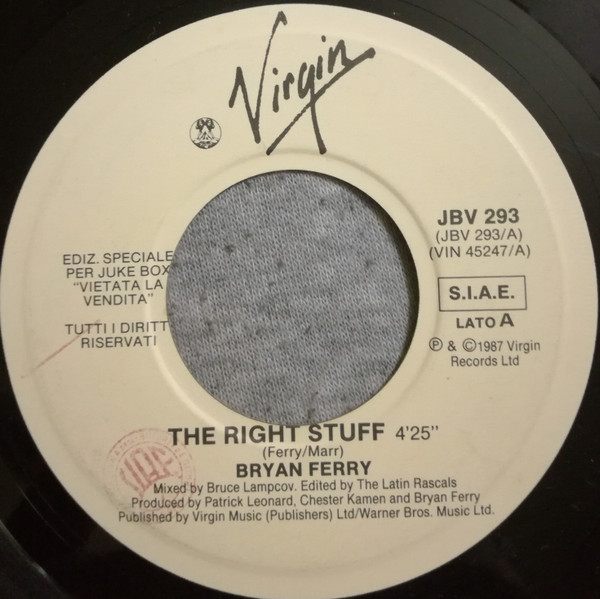 Virgin
JBV 293
(JBV 293/A)
(VIN 45247/A)
S.I.A.E.
LATO A
℗ & ©1987 Virgin
Records Ltd
EDIZ. SPECIALE
PER JUKE BOX
"VIETATA LA
VENDITA"
TUTTI I DIRITT
RISERVATI
THE RIGHT STUFF 4'25"
(Ferry/Marr)
BRYAN FERRY
Mixed by Bruce Lampcov. Edited by The Latin Rascals
Produced by Patrick Leonard, Chester Kamen and Bryan Ferry
Published by Virgin Music (Publishers) Ltd/Warner Bros. Music Ltd.